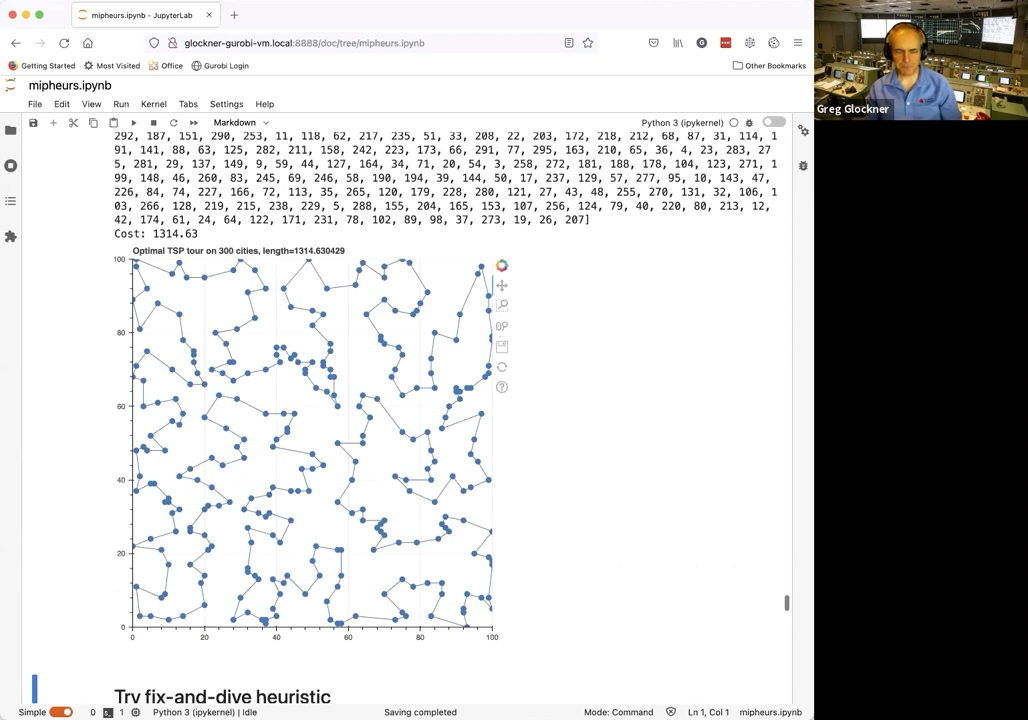 mipheurs.ipynb - JupyterLab
glockner-gurobi-vm.local:8888/doc/tree/mipheurs.ipynb
Getting Started Most Visited Office Gurobi Login Other Bookmarks
mipheurs.ipynb
File Edit View Run Kernel Tabs Settings Help
Markdown Python 3 (ipykernel)
292, 187, 151, 290, 253, 11, 118, 62, 217, 235, 51, 33, 208, 22, 203, 172, 218, 212, 68, 87, 31, 114, 1
91, 141, 88, 63, 125, 282, 211, 158, 242, 223, 173, 66, 291, 77, 295, 163, 210, 65, 36, 4, 23, 283, 27
5, 281, 29, 137, 149, 9, 59, 44, 127, 164, 34, 71, 20, 54, 3, 258, 272, 181, 188, 178, 104, 123, 271, 1
99, 148, 46, 260, 83, 245, 69, 246, 58, 190, 194, 39, 144, 50, 17, 237, 129, 57, 277, 95, 10, 143, 47,
226, 84, 74, 227, 166, 72, 113, 35, 265, 120, 179, 228, 280, 121, 27, 43, 48, 255, 270, 131, 32, 106, 1
03, 266, 128, 219, 215, 238, 229, 5, 288, 155, 204, 165, 153, 107, 256, 124, 79, 40, 220, 80, 213, 12,
42, 174, 61, 24, 64, 122, 171, 231, 78, 102, 89, 98, 37, 273, 19, 26, 207]
Cost: 1314.63
Optimal TSP tour on 300 cities, length=1314.630429
100
80
60
40
20
0
0 20 40 60 80 100
Try fix-and-dive heuristic
Simple 0 1 Python 3 (ipykernel) | Idle Saving completed Mode: Command Ln 1, Col 1 mipheurs.ipynb
Greg Glockner